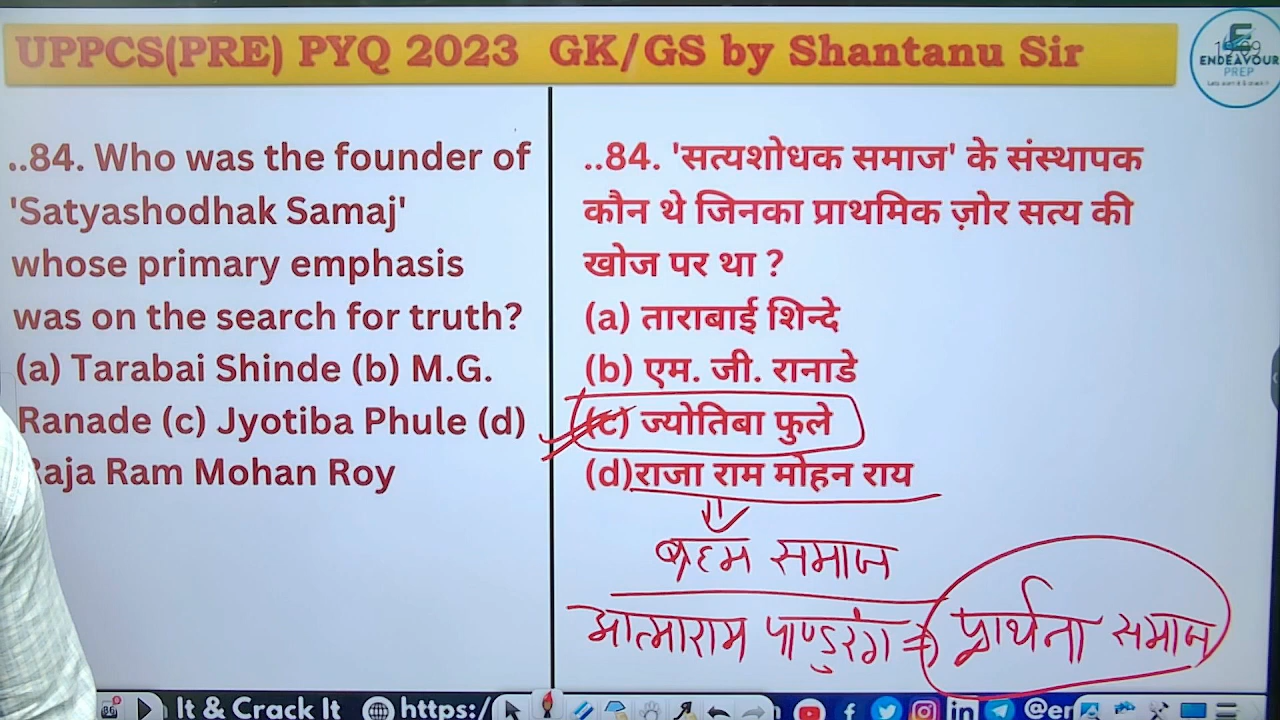 UPPCS(PRE) PYQ 2023 GK/GS by Shantanu Sir
19:09
ENDEAVOUR
PREP
..84. Who was the founder of
'Satyashodhak Samaj'
whose primary emphasis
was on the search for truth?
(a) Tarabai Shinde (b) M.G.
Ranade (c) Jyotiba Phule (d)
Raja Ram Mohan Roy
..84. 'सत्यशोधक समाज' के संस्थापक
कौन थे जिनका प्राथमिक ज़ोर सत्य की
खोज पर था ?
(a) ताराबाई शिन्दे
(b) एम. जी. रानाडे
(c) ज्योतिबा फुले
(d)राजा राम मोहन राय
ब्रह्म समाज
आत्माराम पाण्डुरंग ⇒ प्रार्थना समाज
It & Crack It https:/ @er